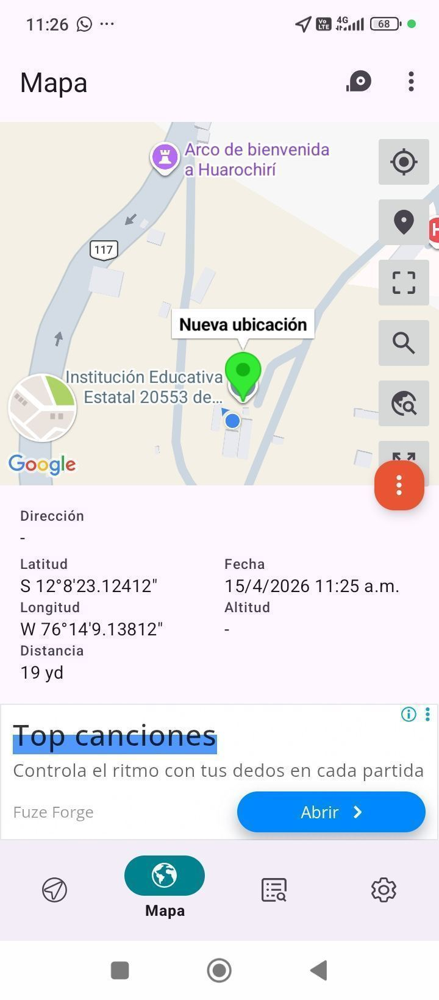 11:26
Vo LTE 4G 68
Mapa
Arco de bienvenida
a Huarochirí
117
H
Nueva ubicación
Institución Educativa
Estatal 20553 de...
Google
Dirección
-
Latitud
S 12°8'23.12412"
Fecha
15/4/2026 11:25 a.m.
Longitud
W 76°14'9.13812"
Altitud
-
Distancia
19 yd
Top canciones
Controla el ritmo con tus dedos en cada partida
Fuze Forge
Abrir
Mapa